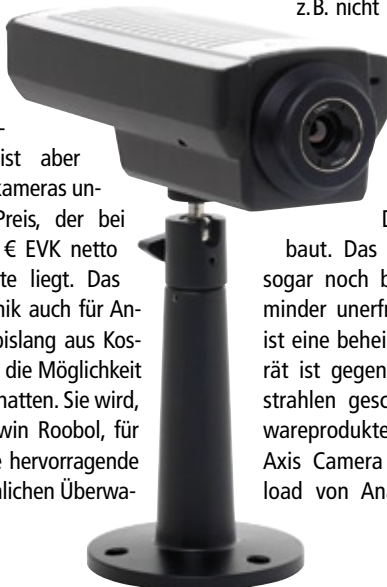 z. B. nicht
-
ist aber
kameras un-
Preis, der bei
€ EVK netto
te liegt. Das
nik auch für An-
bislang aus Kos-
die Möglichkeit
hatten. Sie wird,
win Roobol, für
e hervorragende
nlichen Überwa-
D
baut. Das
sogar noch b
minder unerfr
ist eine behei
rät ist gegen
strahlen gesc
wareprodukte
Axis Camera
load von Ana